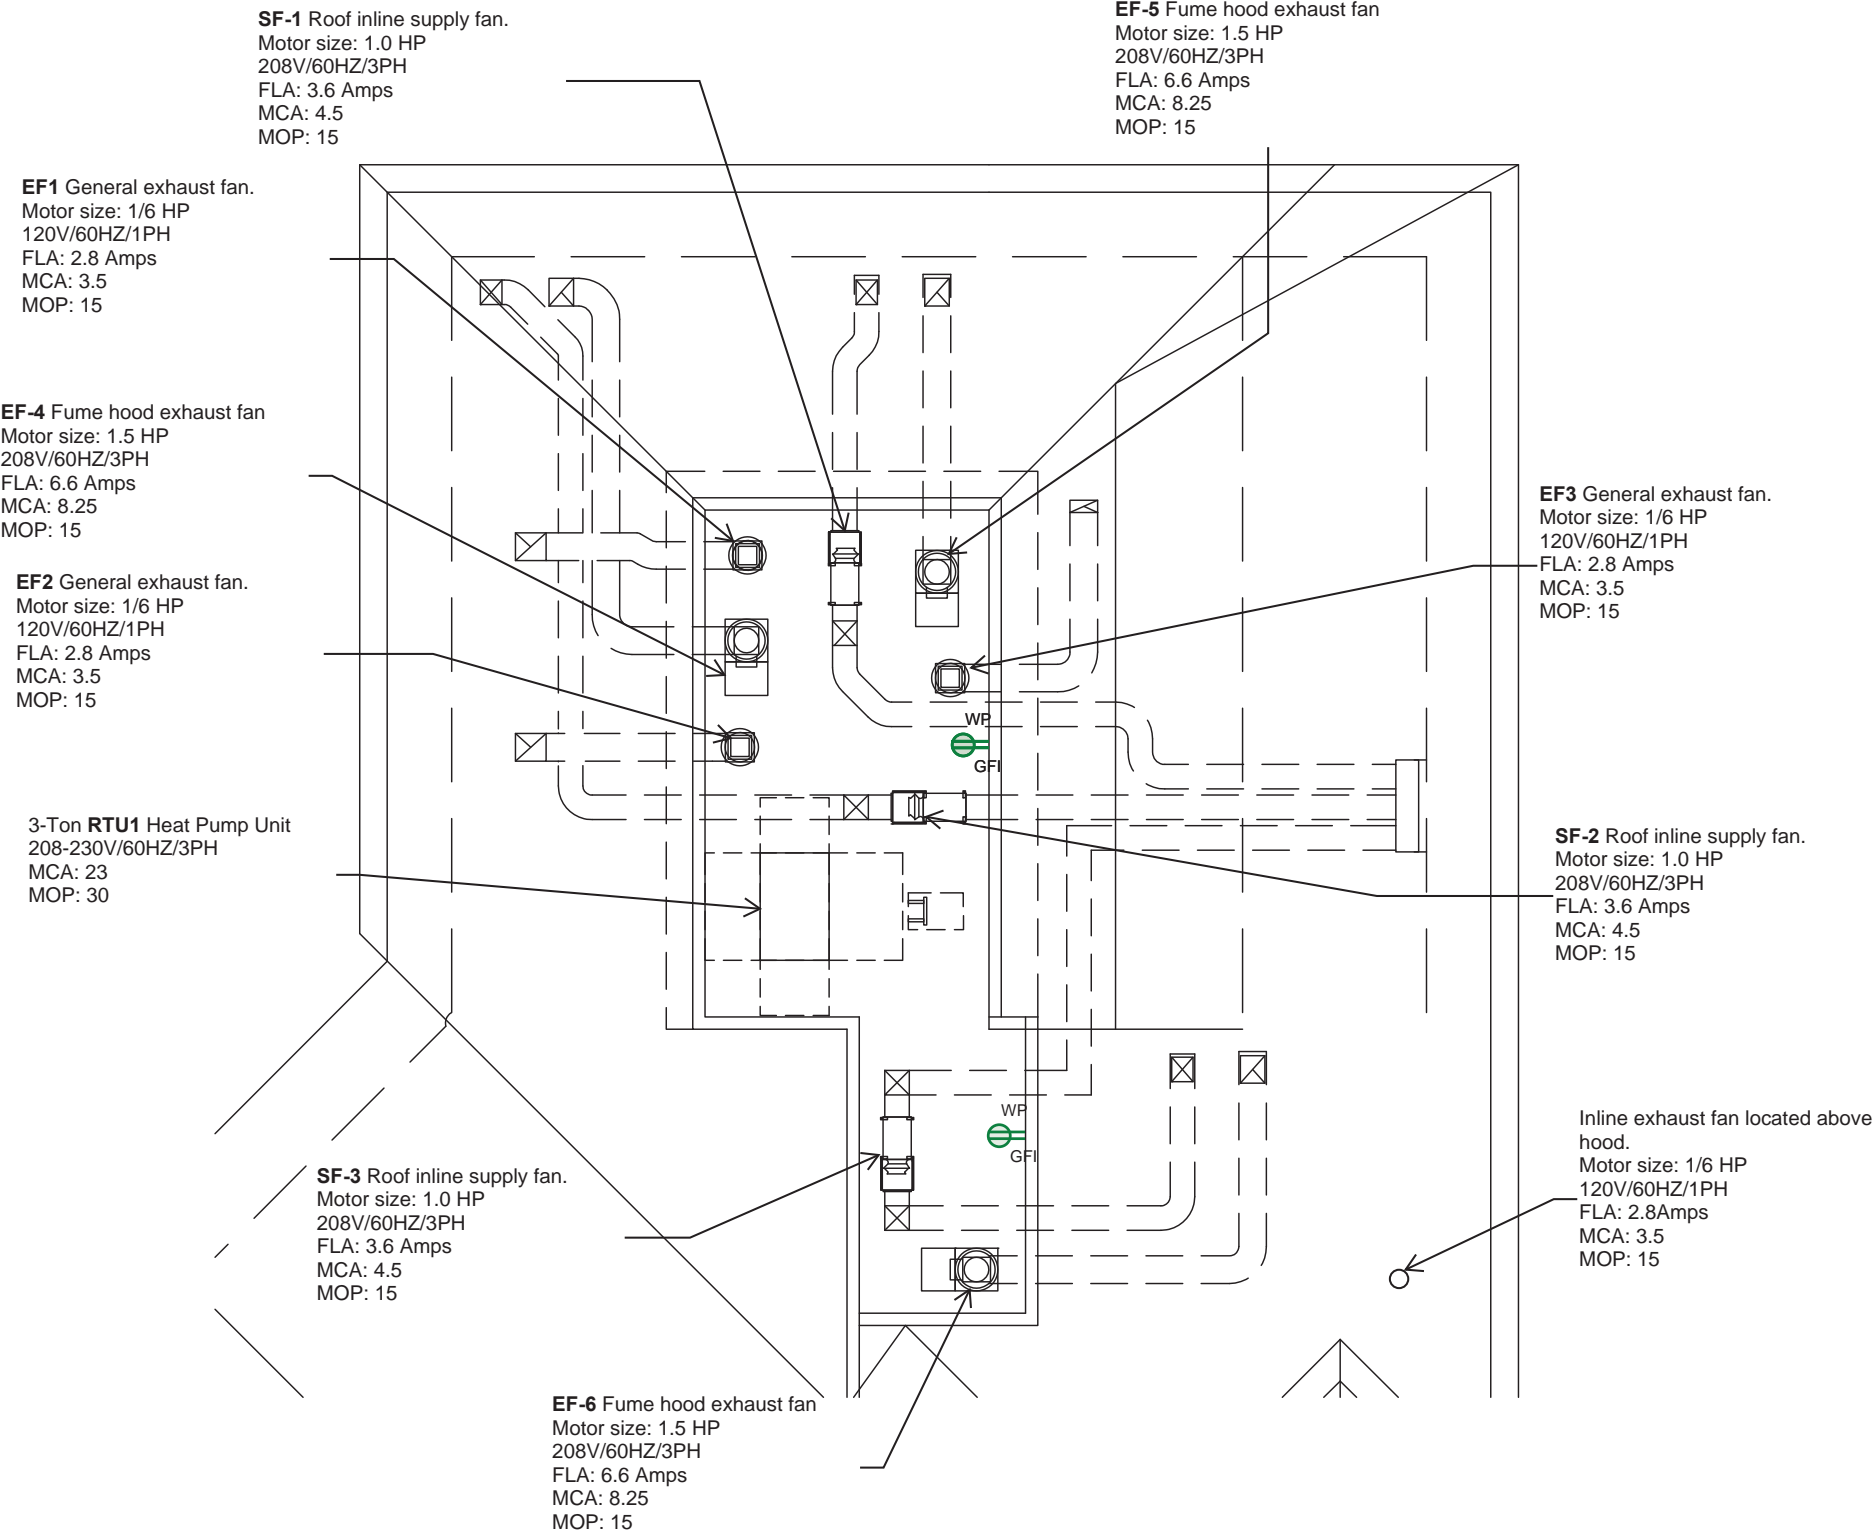 SF-1 Roof inline supply fan.
Motor size: 1.0 HP
208V/60HZ/3PH
FLA: 3.6 Amps
MCA: 4.5
MOP: 15
EF-5 Fume hood exhaust fan
Motor size: 1.5 HP
208V/60HZ/3PH
FLA: 6.6 Amps
MCA: 8.25
MOP: 15
EF1 General exhaust fan.
Motor size: 1/6 HP
120V/60HZ/1PH
FLA: 2.8 Amps
MCA: 3.5
MOP: 15
EF-4 Fume hood exhaust fan
Motor size: 1.5 HP
208V/60HZ/3PH
FLA: 6.6 Amps
MCA: 8.25
MOP: 15
EF3 General exhaust fan.
Motor size: 1/6 HP
120V/60HZ/1PH
FLA: 2.8 Amps
MCA: 3.5
MOP: 15
EF2 General exhaust fan.
Motor size: 1/6 HP
120V/60HZ/1PH
FLA: 2.8 Amps
MCA: 3.5
MOP: 15
WP
GFI
3-Ton RTU1 Heat Pump Unit
208-230V/60HZ/3PH
MCA: 23
MOP: 30
SF-2 Roof inline supply fan.
Motor size: 1.0 HP
208V/60HZ/3PH
FLA: 3.6 Amps
MCA: 4.5
MOP: 15
WP
GFI
Inline exhaust fan located above
hood.
Motor size: 1/6 HP
120V/60HZ/1PH
FLA: 2.8Amps
MCA: 3.5
MOP: 15
SF-3 Roof inline supply fan.
Motor size: 1.0 HP
208V/60HZ/3PH
FLA: 3.6 Amps
MCA: 4.5
MOP: 15
EF-6 Fume hood exhaust fan
Motor size: 1.5 HP
208V/60HZ/3PH
FLA: 6.6 Amps
MCA: 8.25
MOP: 15